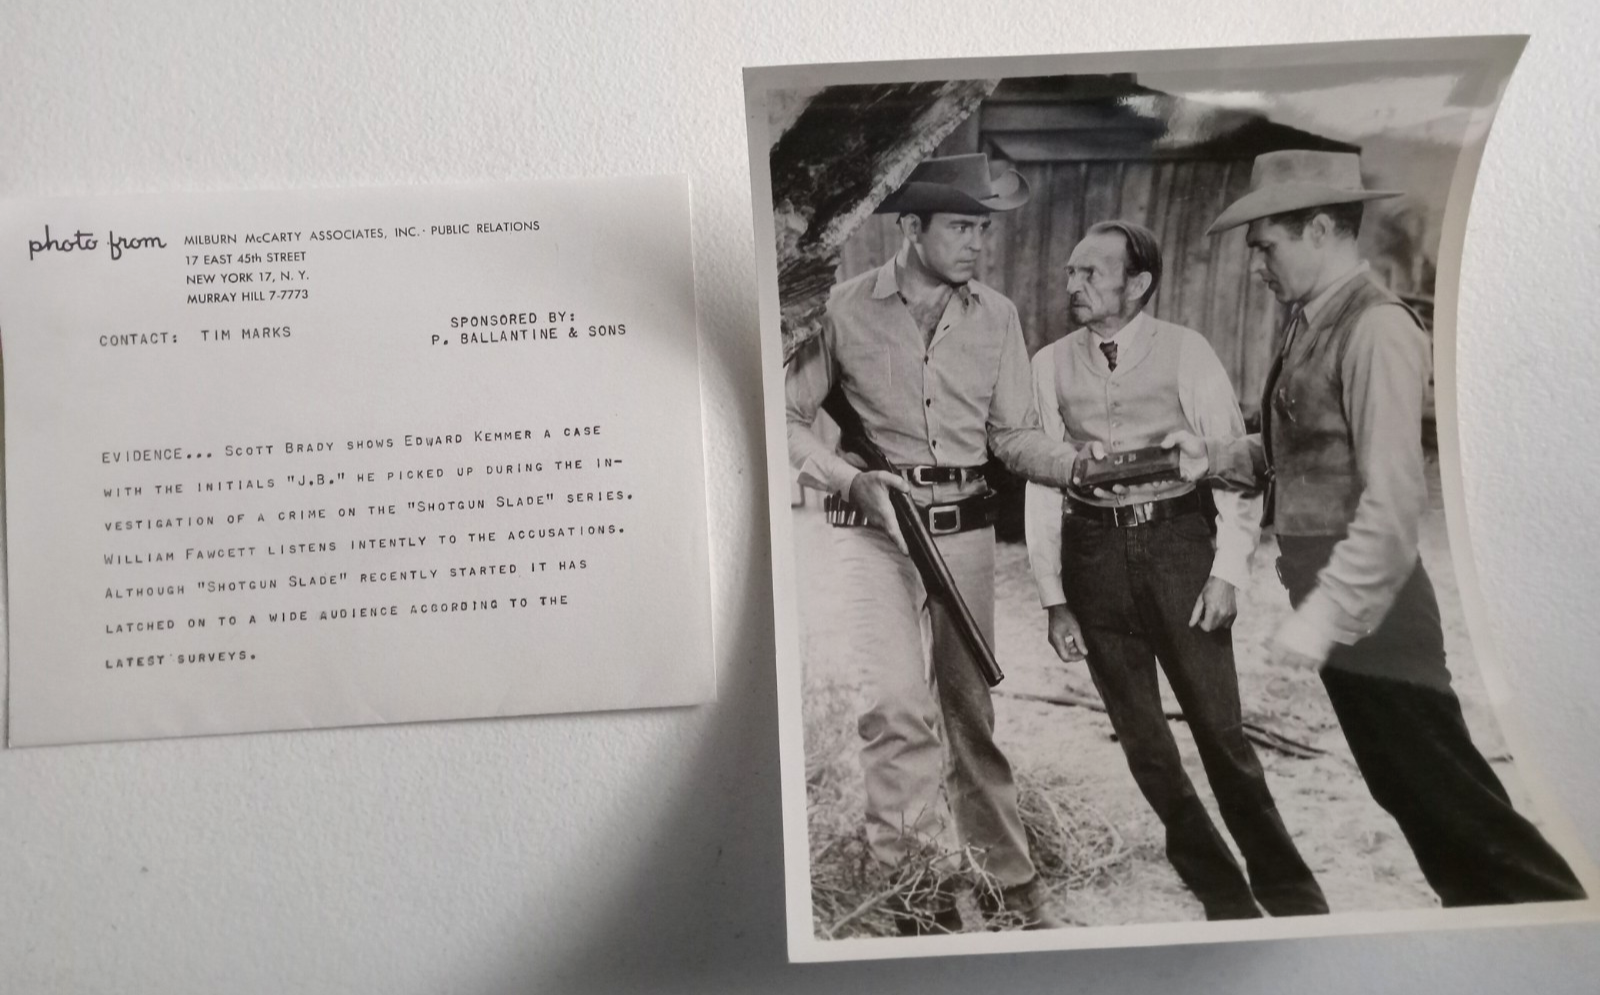 photo from MILBURN McCARTY ASSOCIATES, INC. · PUBLIC RELATIONS
17 EAST 45th STREET
NEW YORK 17, N. Y.
MURRAY HILL 7-7773
CONTACT: TIM MARKS
SPONSORED BY:
P. BALLANTINE & SONS
EVIDENCE... SCOTT BRADY SHOWS EDWARD KEMMER A CASE
WITH THE INITIALS "J.B." HE PICKED UP DURING THE IN-
VESTIGATION OF A CRIME ON THE "SHOTGUN SLADE" SERIES.
WILLIAM FAWCETT LISTENS INTENTLY TO THE ACCUSATIONS.
ALTHOUGH "SHOTGUN SLADE" RECENTLY STARTED IT HAS
LATCHED ON TO A WIDE AUDIENCE ACCORDING TO THE
LATEST SURVEYS.
J B